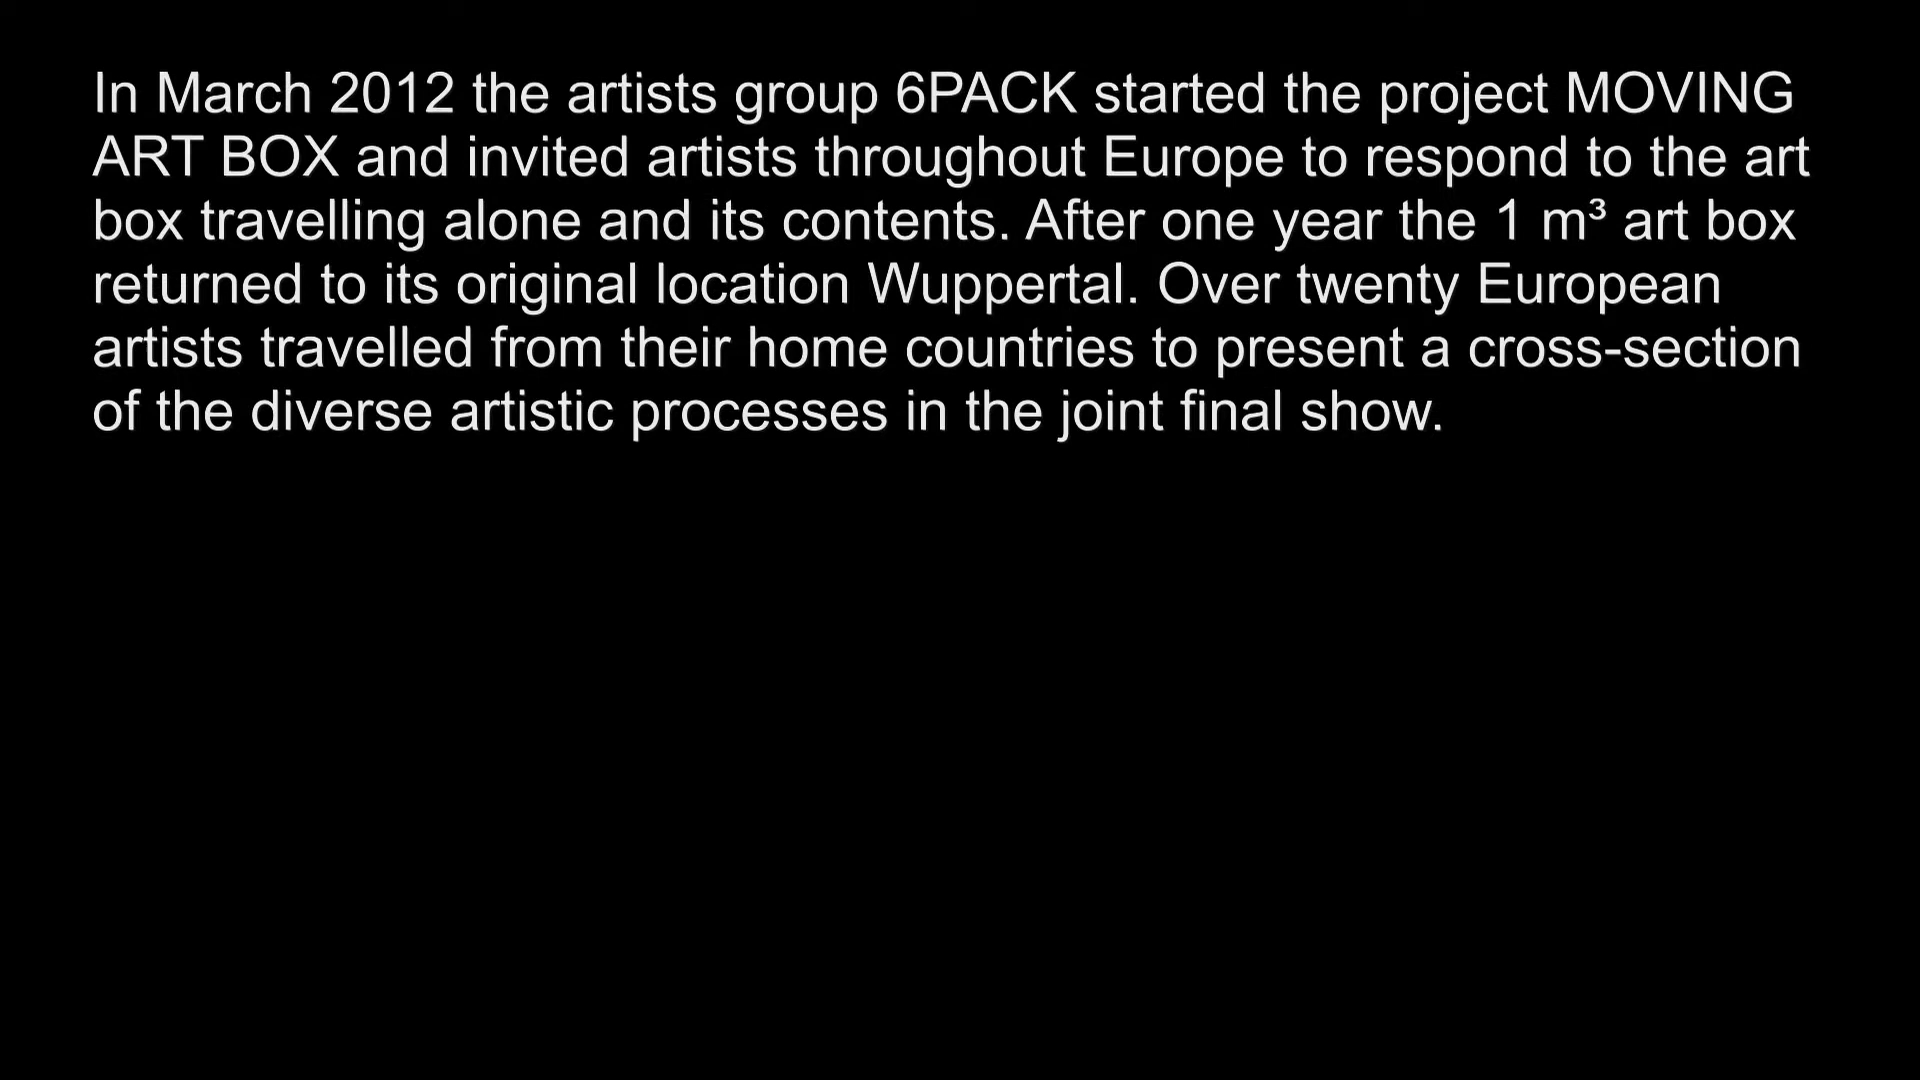 In March 2012 the artists group 6PACK started the project MOVING
ART BOX and invited artists throughout Europe to respond to the art
box travelling alone and its contents. After one year the 1 m³ art box
returned to its original location Wuppertal. Over twenty European
artists travelled from their home countries to present a cross-section
of the diverse artistic processes in the joint final show.